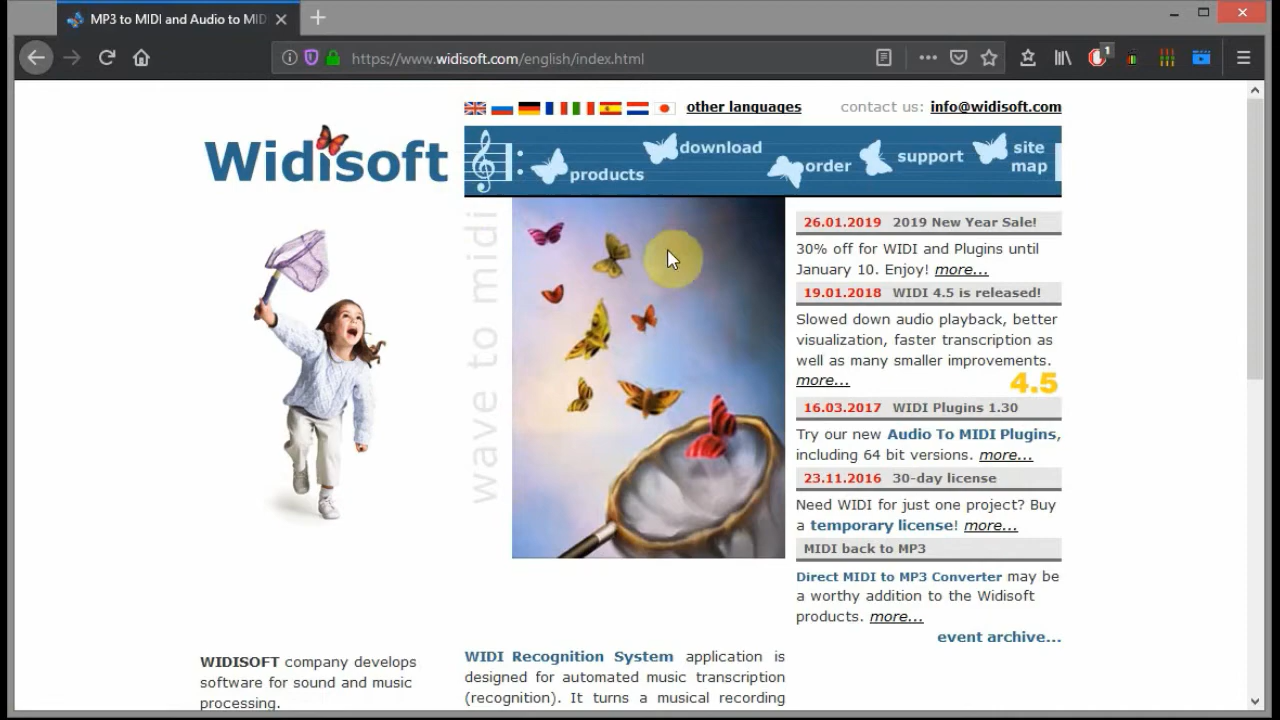 MP3 to MIDI and Audio to MID
https://www.widisoft.com/english/index.html
1
other languages
contact us: info@widisoft.com
Widisoft
products
download
order
support
site
map
wave to midi
26.01.2019 2019 New Year Sale!
30% off for WIDI and Plugins until
January 10. Enjoy! more...
19.01.2018 WIDI 4.5 is released!
Slowed down audio playback, better
visualization, faster transcription as
well as many smaller improvements.
more...
4.5
16.03.2017 WIDI Plugins 1.30
Try our new Audio To MIDI Plugins,
including 64 bit versions. more...
23.11.2016 30-day license
Need WIDI for just one project? Buy
a temporary license! more...
MIDI back to MP3
Direct MIDI to MP3 Converter may be
a worthy addition to the Widisoft
products. more...
event archive...
WIDISOFT company develops
software for sound and music
processing.
WIDI Recognition System application is
designed for automated music transcription
(recognition). It turns a musical recording